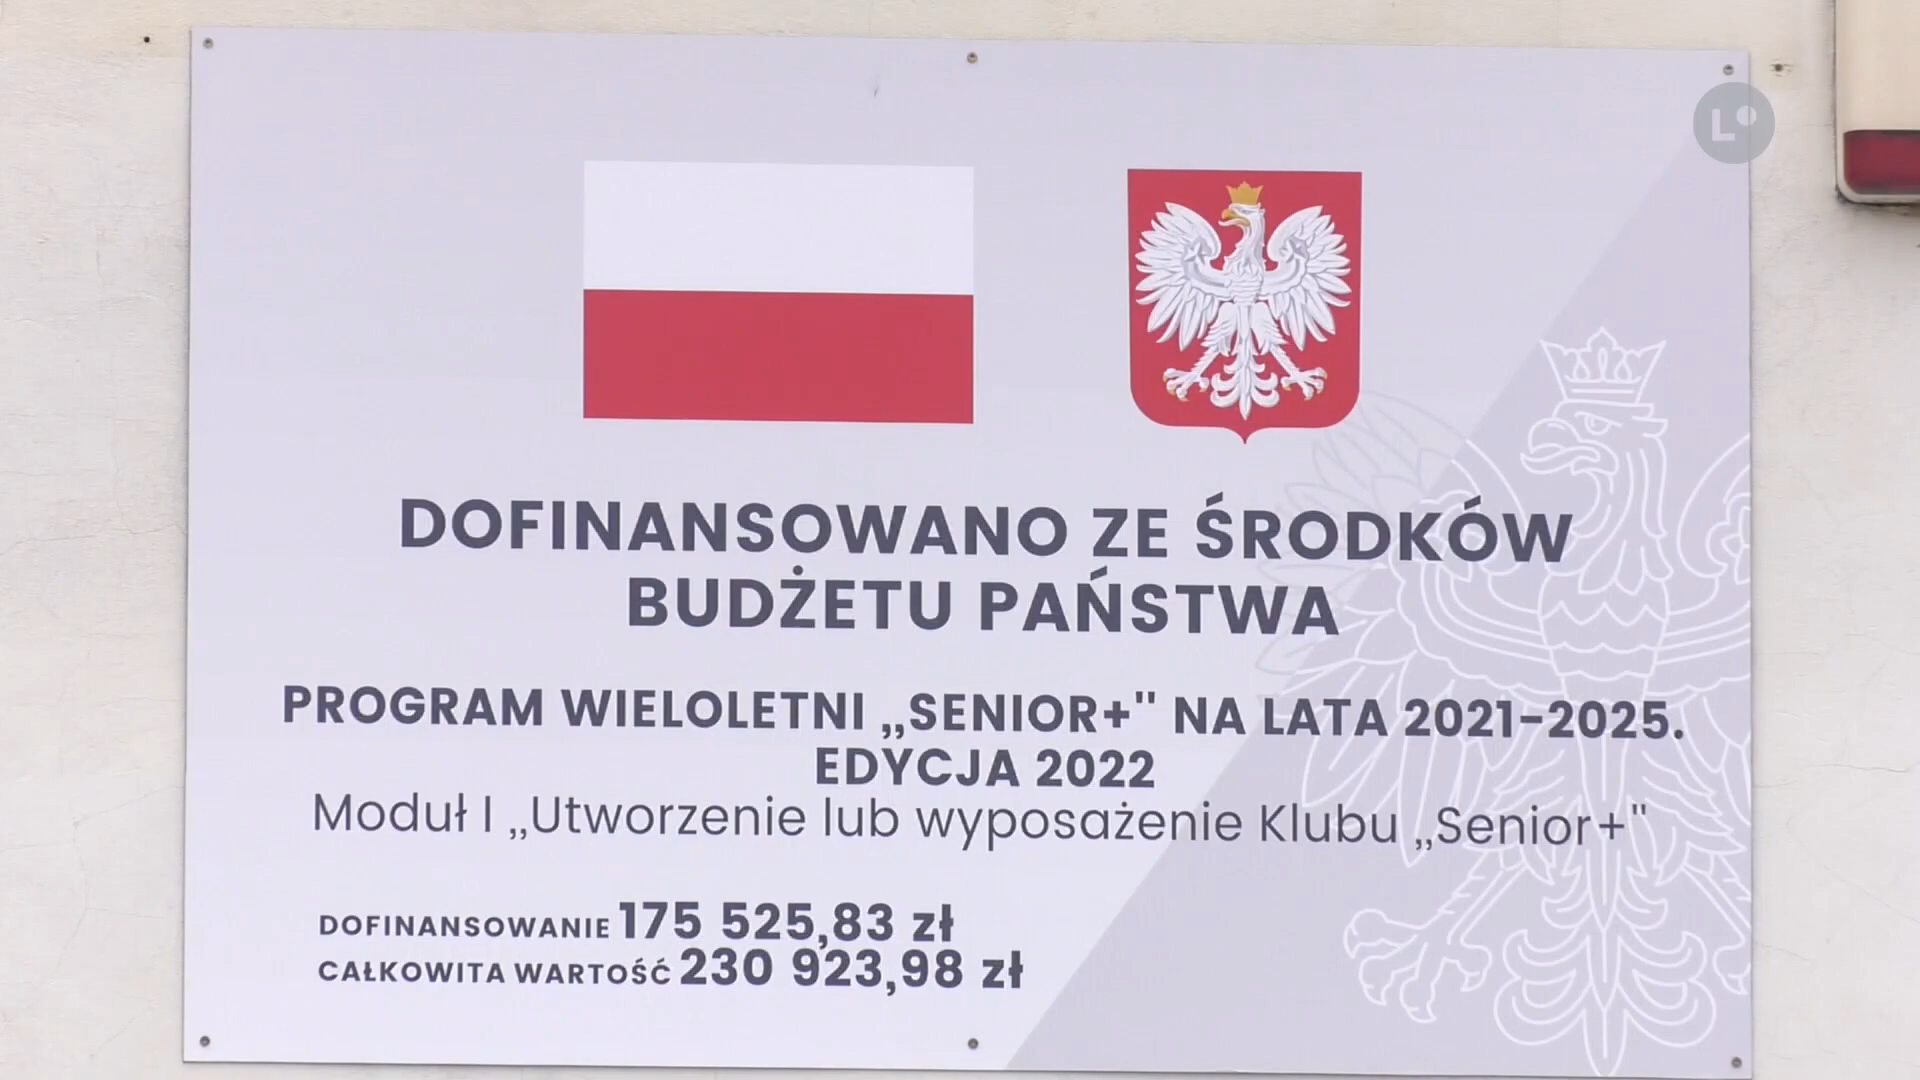 LO
DOFINANSOWANO ZE ŚRODKÓW
BUDŻETU PAŃSTWA
PROGRAM WIELOLETNI „SENIOR+" NA LATA 2021-2025.
EDYCJA 2022
Moduł I „Utworzenie lub wyposażenie Klubu „Senior+"
DOFINANSOWANIE 175 525,83 zł
CAŁKOWITA WARTOŚĆ 230 923,98 zł